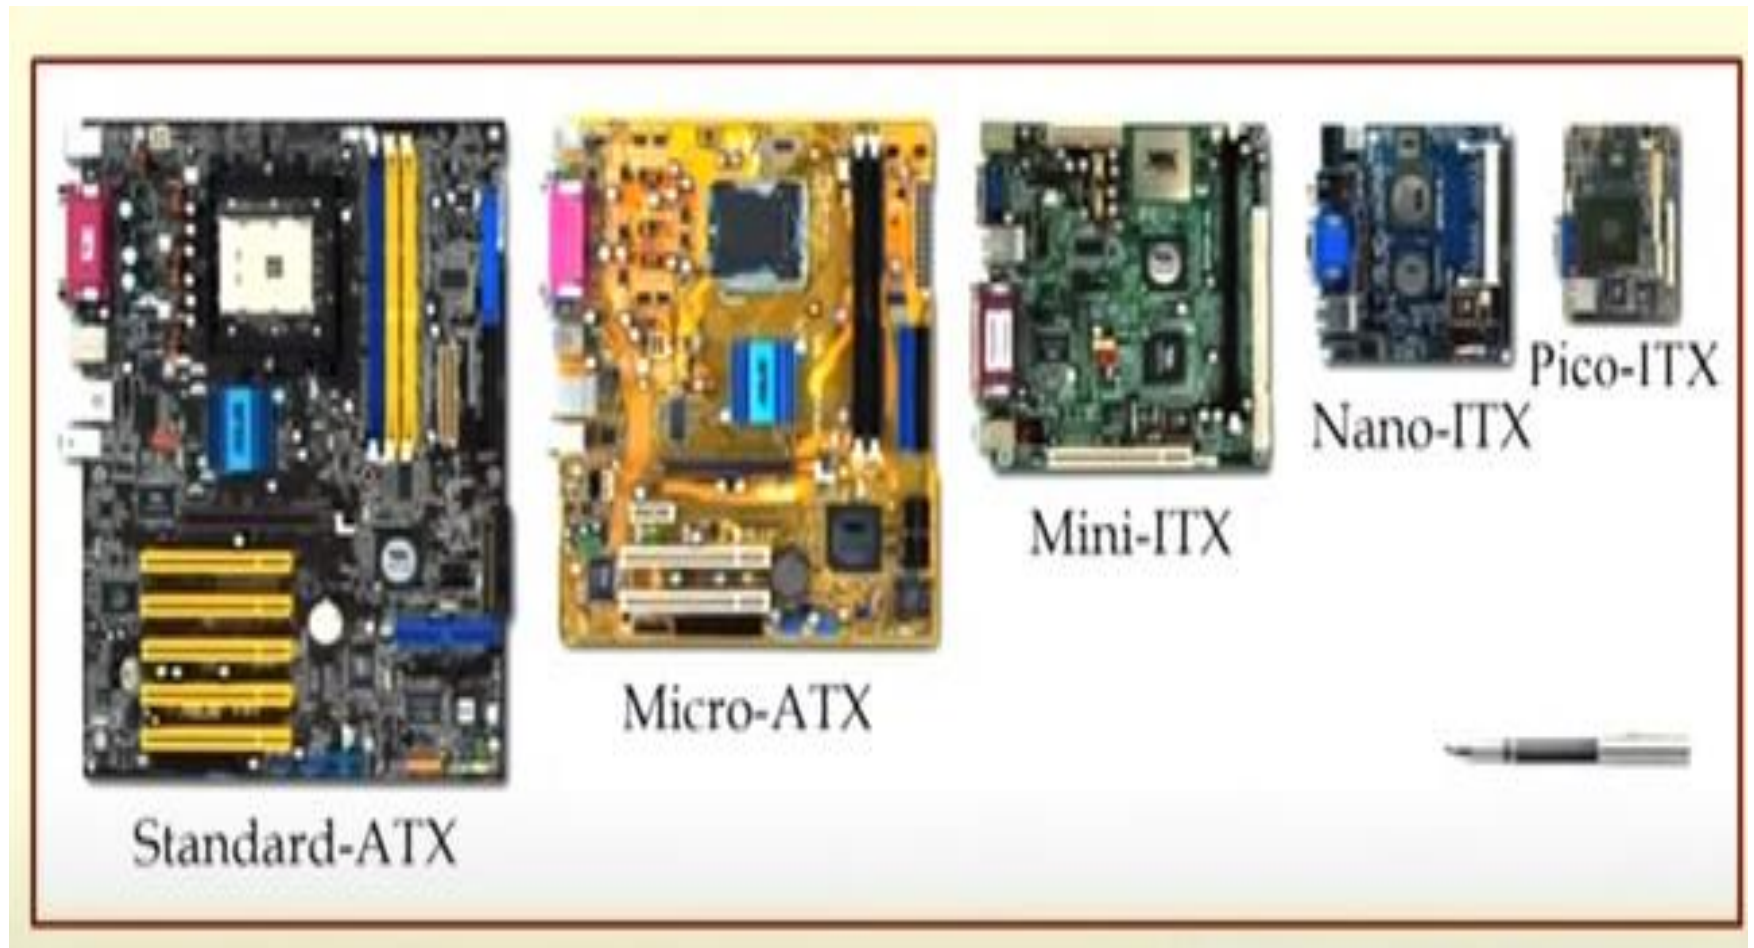 Standard-ATX
Micro-ATX
Mini-ITX
Nano-ITX
Pico-ITX